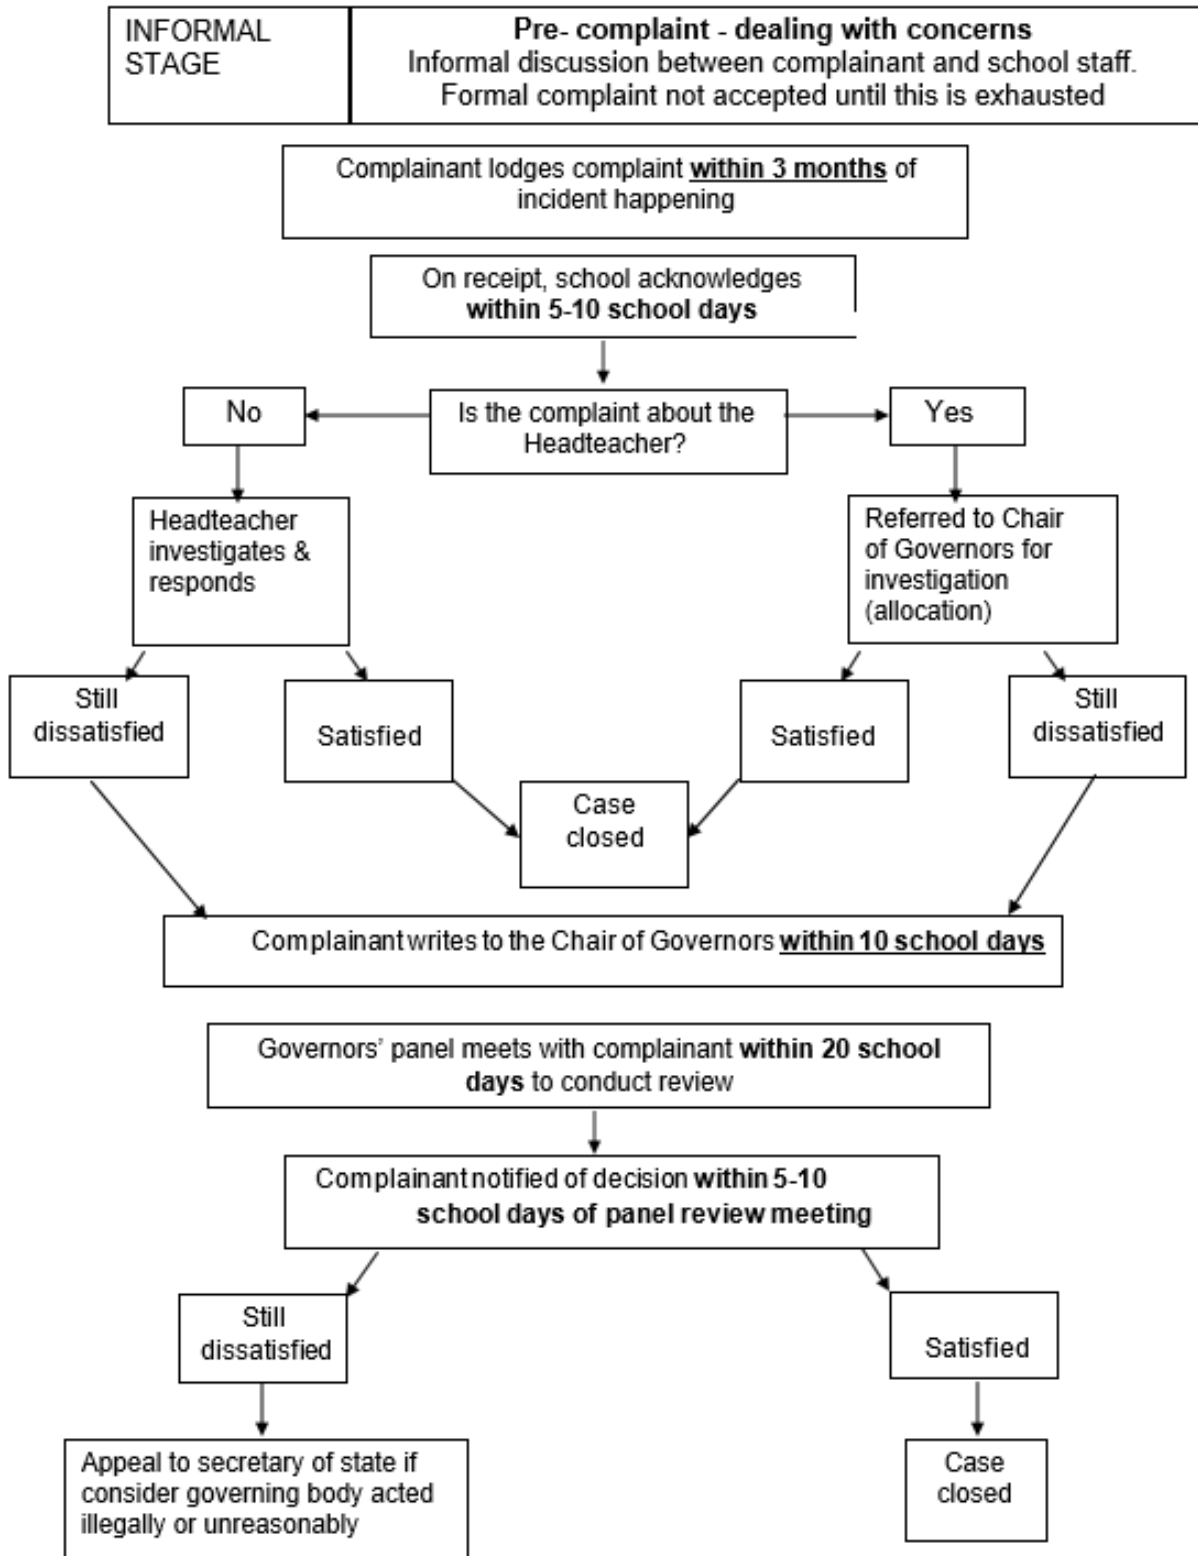 INFORMAL
STAGE
Pre- complaint - dealing with concerns
Informal discussion between complainant and school staff.
Formal complaint not accepted until this is exhausted
Complainant lodges complaint within 3 months of
incident happening
On receipt, school acknowledges
within 5-10 school days
No
Is the complaint about the
Headteacher?
Yes
Headteacher
investigates &
responds
Referred to Chair
of Governors for
investigation
(allocation)
Still
dissatisfied
Satisfied
Satisfied
Still
dissatisfied
Case
closed
Complainant writes to the Chair of Governors within 10 school days
Governors’ panel meets with complainant within 20 school
days to conduct review
Complainant notified of decision within 5-10
school days of panel review meeting
Still
dissatisfied
Satisfied
Appeal to secretary of state if
consider governing body acted
illegally or unreasonably
Case
closed